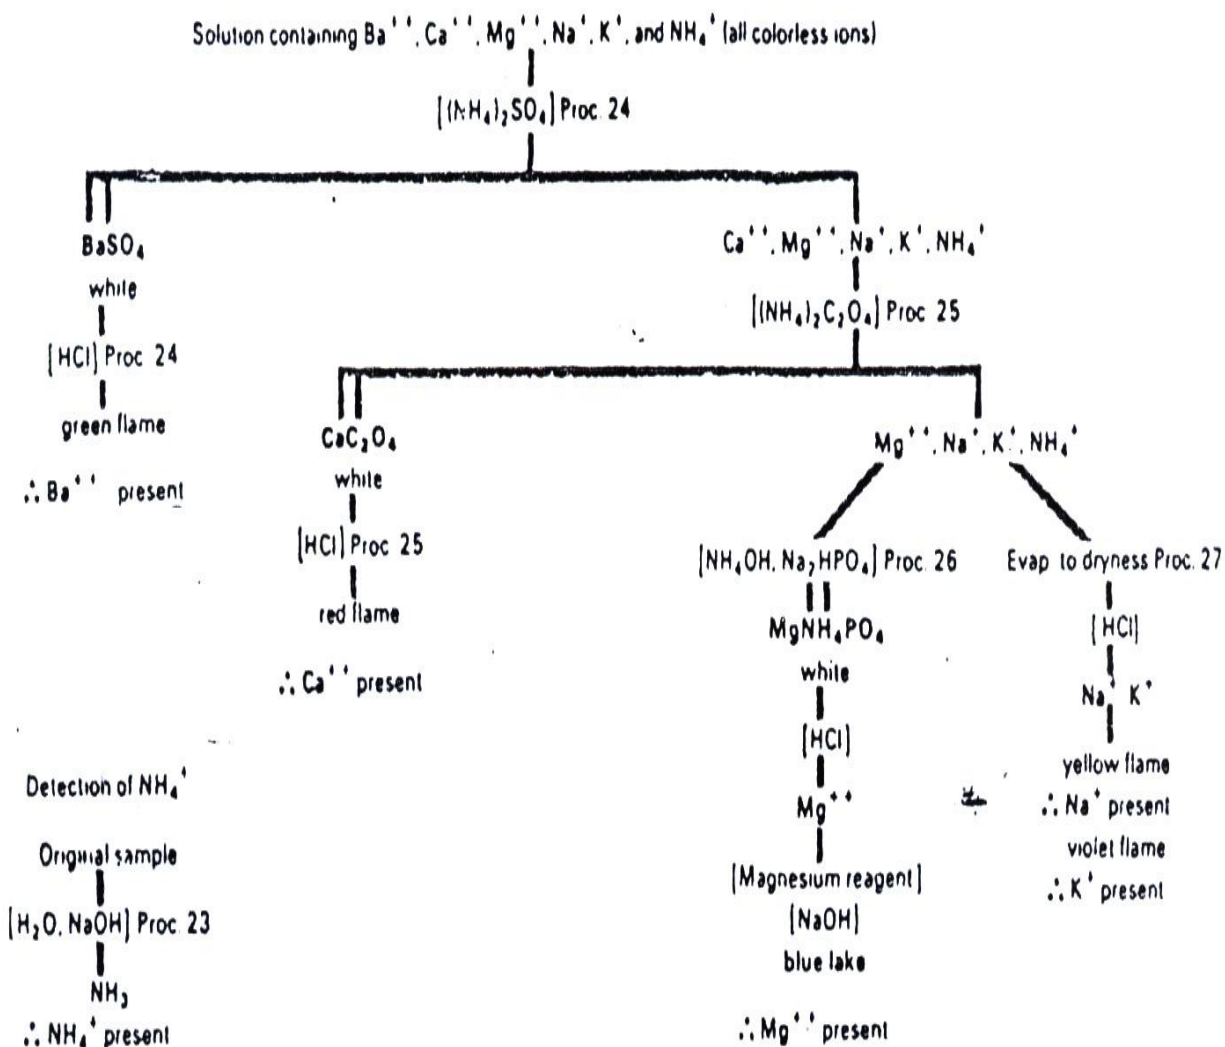 Solution containing Ba⁺⁺, Ca⁺⁺, Mg⁺⁺, Na⁺, K⁺, and NH₄⁺ (all colorless ions)
[(NH₄)₂SO₄] Proc. 24
BaSO₄
white
[HCl] Proc 24
green flame
∴ Ba⁺⁺ present
Ca⁺⁺, Mg⁺⁺, Na⁺, K⁺, NH₄⁺
[(NH₄)₂C₂O₄] Proc 25
CaC₂O₄
white
[HCl] Proc 25
red flame
∴ Ca⁺⁺ present
Mg⁺⁺, Na⁺, K⁺, NH₄⁺
[NH₄OH, Na₂HPO₄] Proc. 26
MgNH₄PO₄
white
[HCl]
Mg⁺⁺
[Magnesium reagent]
[NaOH]
blue lake
∴ Mg⁺⁺ present
Evap to dryness Proc. 27
[HCl]
Na⁺ K⁺
yellow flame
∴ Na⁺ present
violet flame
∴ K⁺ present
Detection of NH₄⁺
Original sample
[H₂O, NaOH] Proc. 23
NH₃
∴ NH₄⁺ present